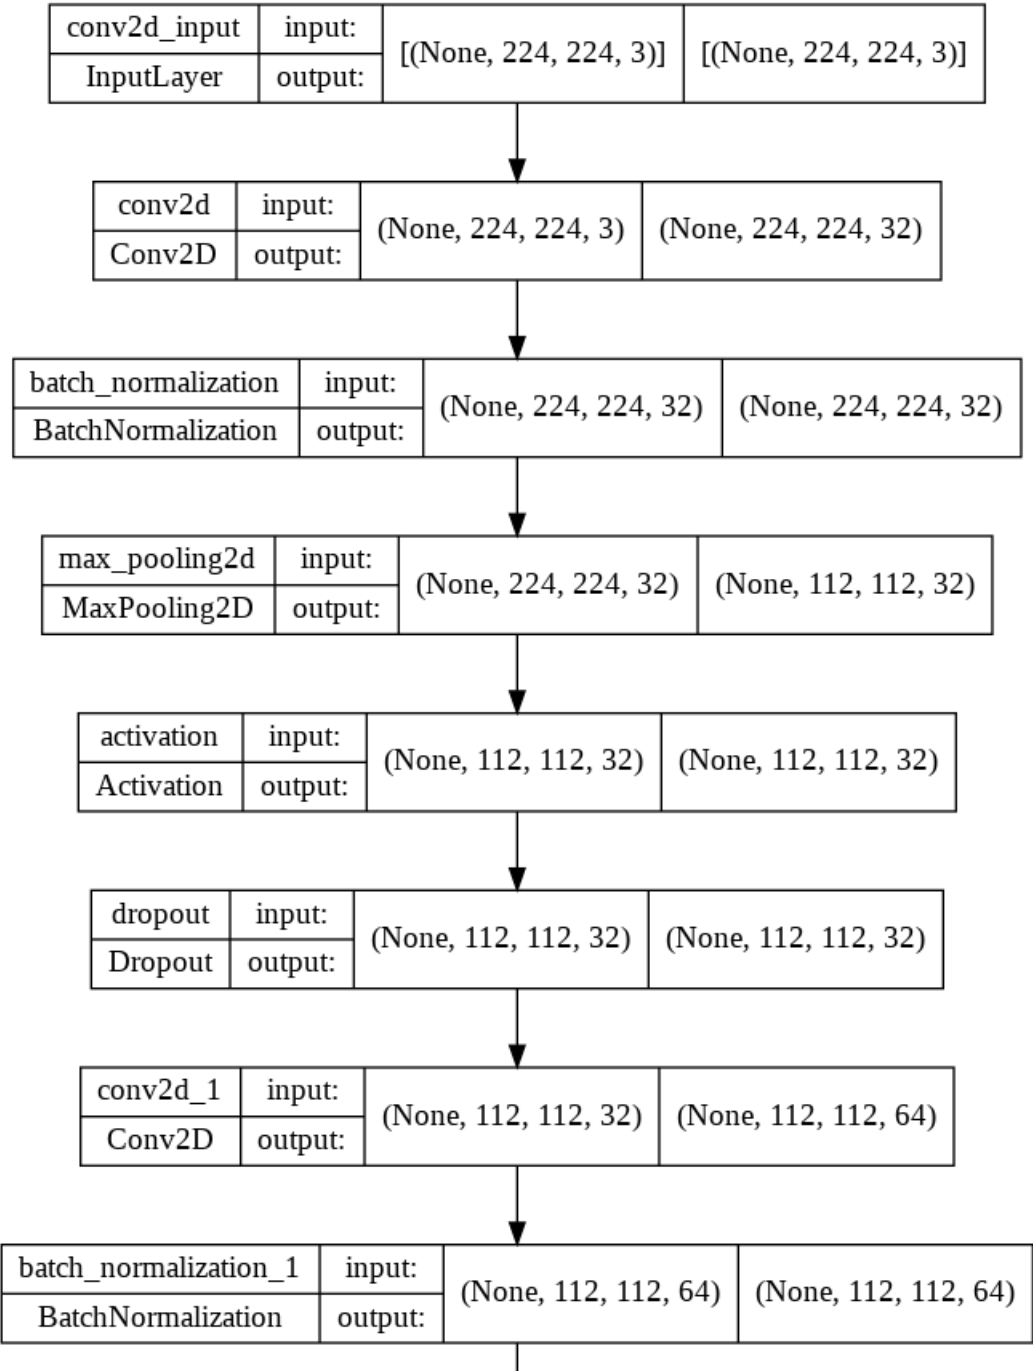 conv2d_input input: [(None, 224, 224, 3)] [(None, 224, 224, 3)]
InputLayer output:
conv2d input: (None, 224, 224, 3) (None, 224, 224, 32)
Conv2D output:
batch_normalization input: (None, 224, 224, 32) (None, 224, 224, 32)
BatchNormalization output:
max_pooling2d input: (None, 224, 224, 32) (None, 112, 112, 32)
MaxPooling2D output:
activation input: (None, 112, 112, 32) (None, 112, 112, 32)
Activation output:
dropout input: (None, 112, 112, 32) (None, 112, 112, 32)
Dropout output:
conv2d_1 input: (None, 112, 112, 32) (None, 112, 112, 64)
Conv2D output:
batch_normalization_1 input: (None, 112, 112, 64) (None, 112, 112, 64)
BatchNormalization output: